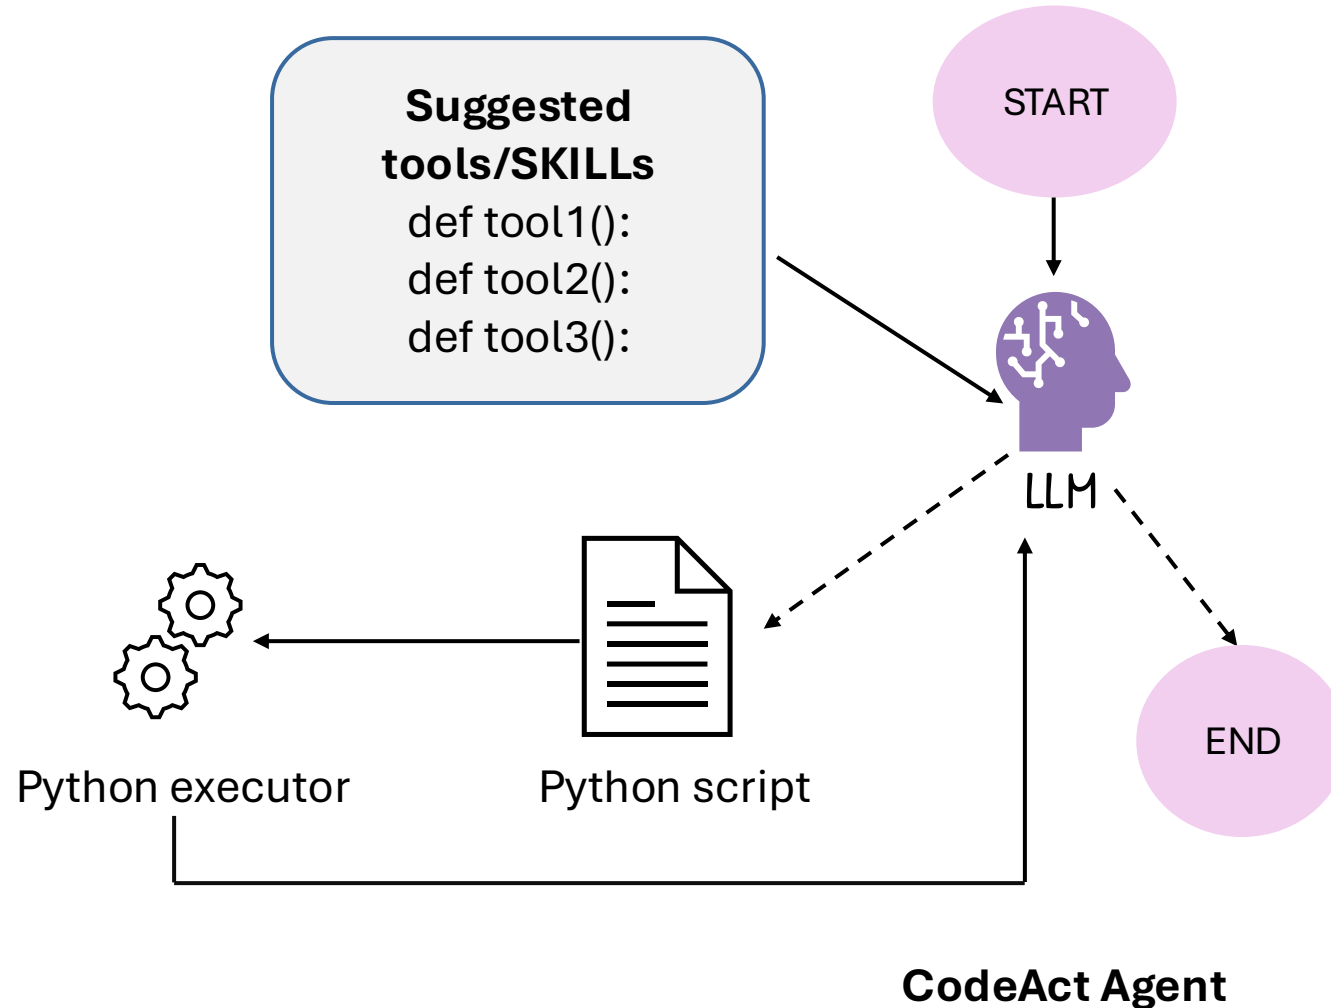 Suggested
tools/SKILLs
def tool1():
def tool2():
def tool3():
START
LLM
END
Python executor
Python script
CodeAct Agent